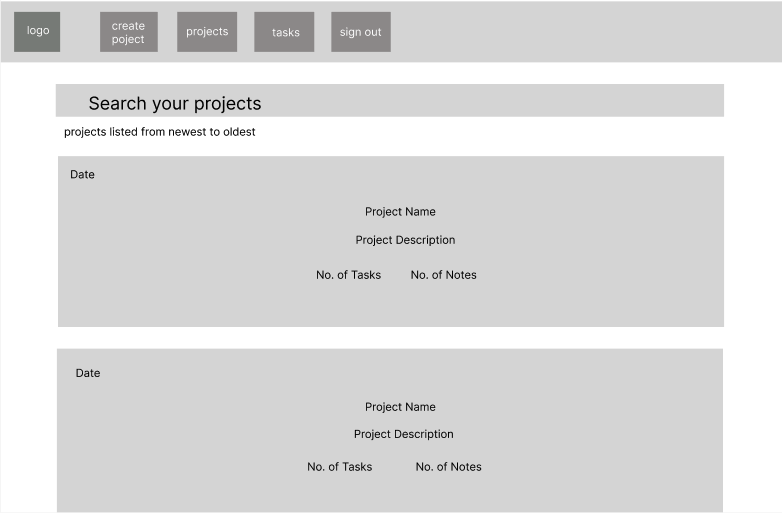 logo
create
poject
projects
tasks
sign out
Search your projects
projects listed from newest to oldest
Date
Project Name
Project Description
No. of Tasks No. of Notes
Date
Project Name
Project Description
No. of Tasks No. of Notes